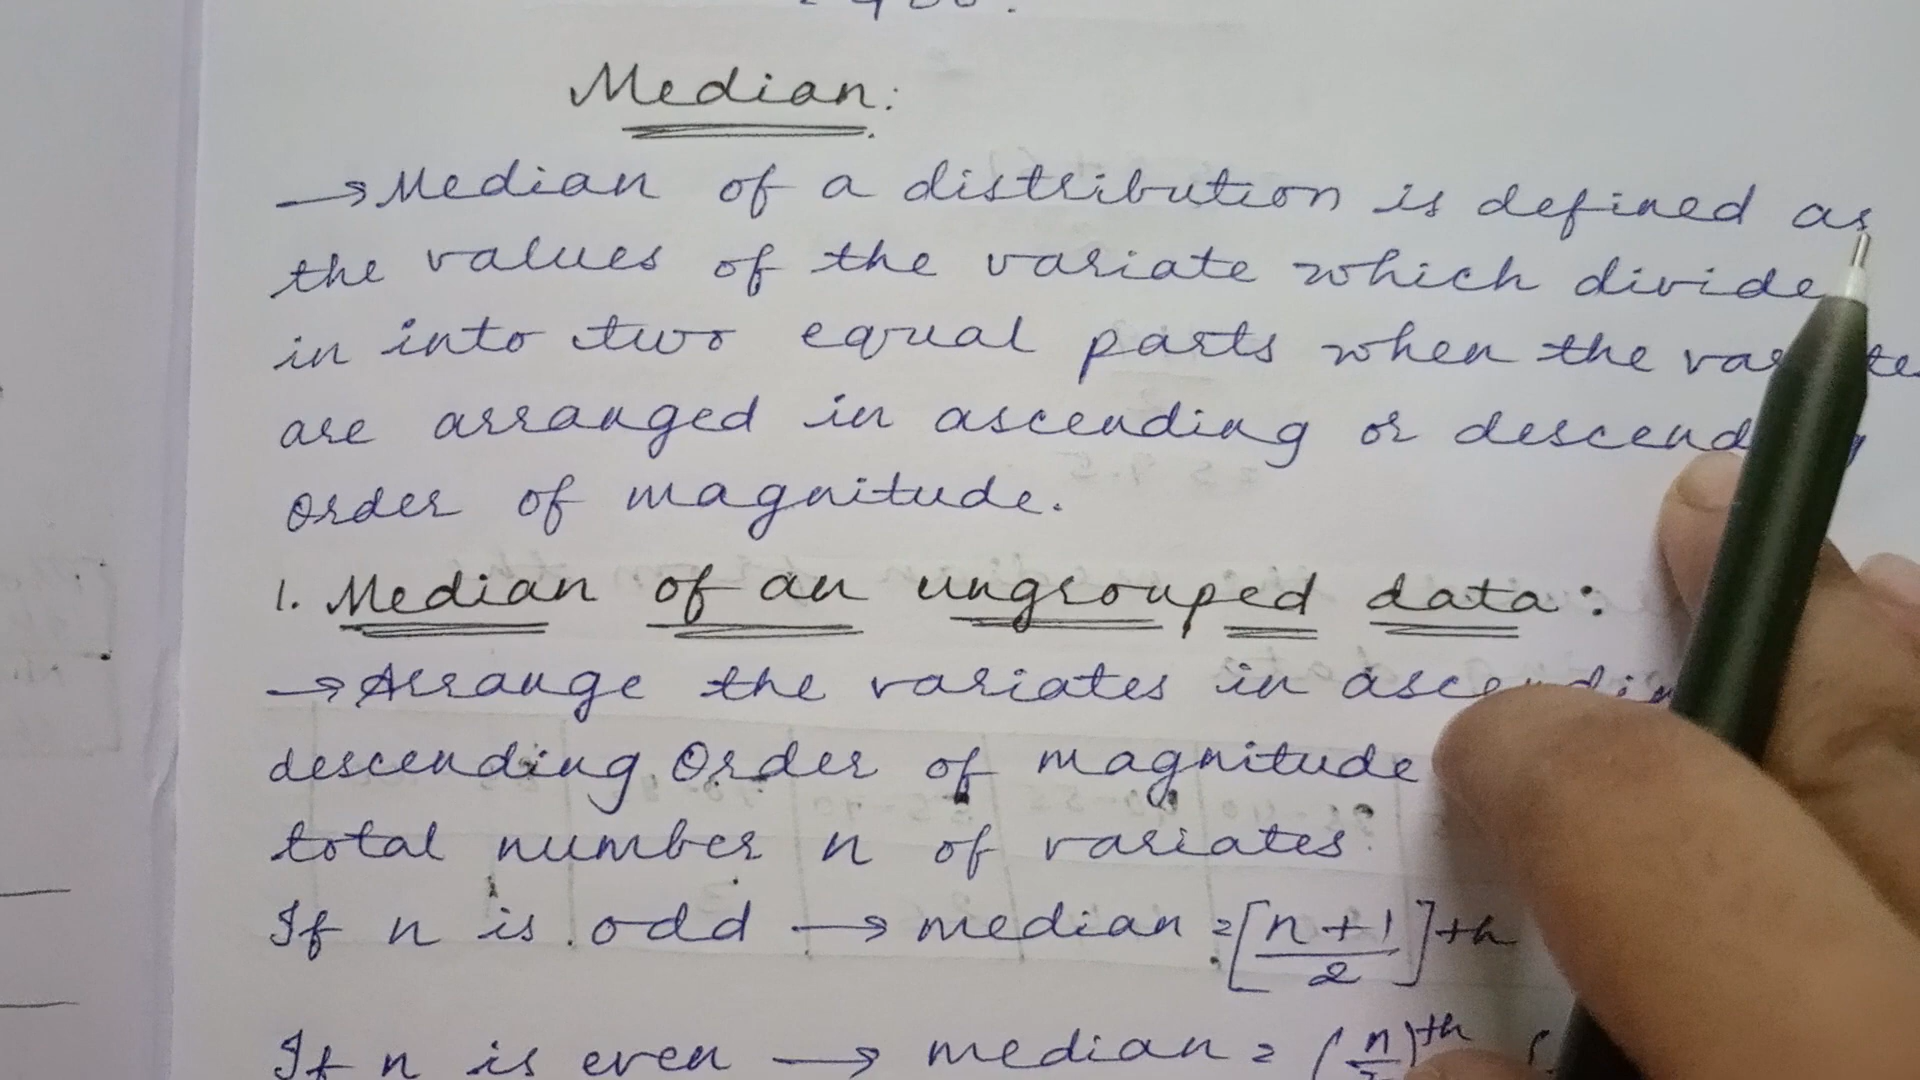 Median:
→ Median of a distribution is defined as
the values of the variate which divide
in into two equal parts when the
are arranged in ascending or
order of magnitude.
1. Median of an ungrouped data:
→ Arrange the variates in
descending Order of magnitude
total number n of variates
If n is odd → median = [n+1/2]th
If n is even → median = (n/2)th (